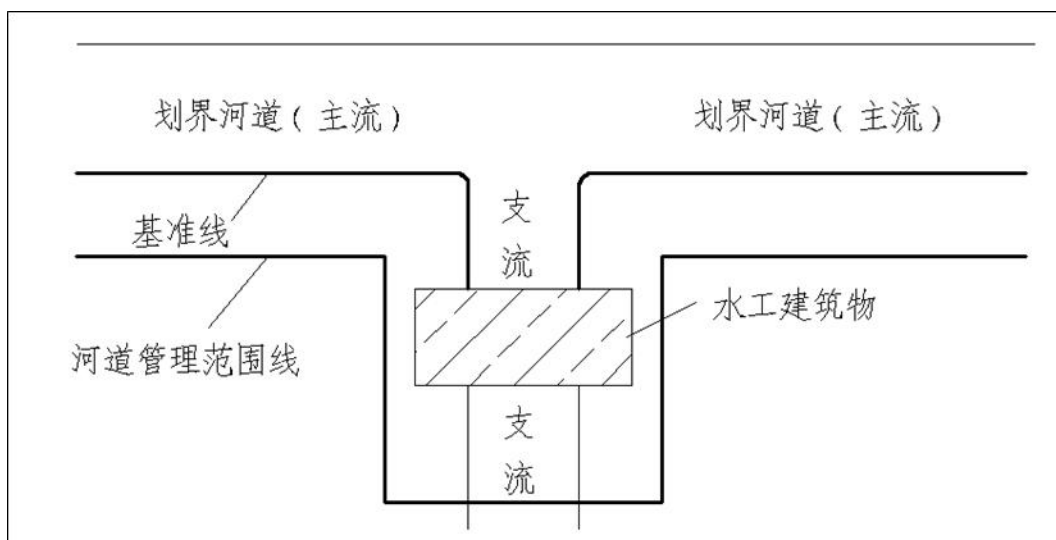 划界河道（主流）
划界河道（主流）
支流
基准线
水工建筑物
河道管理范围线
支流